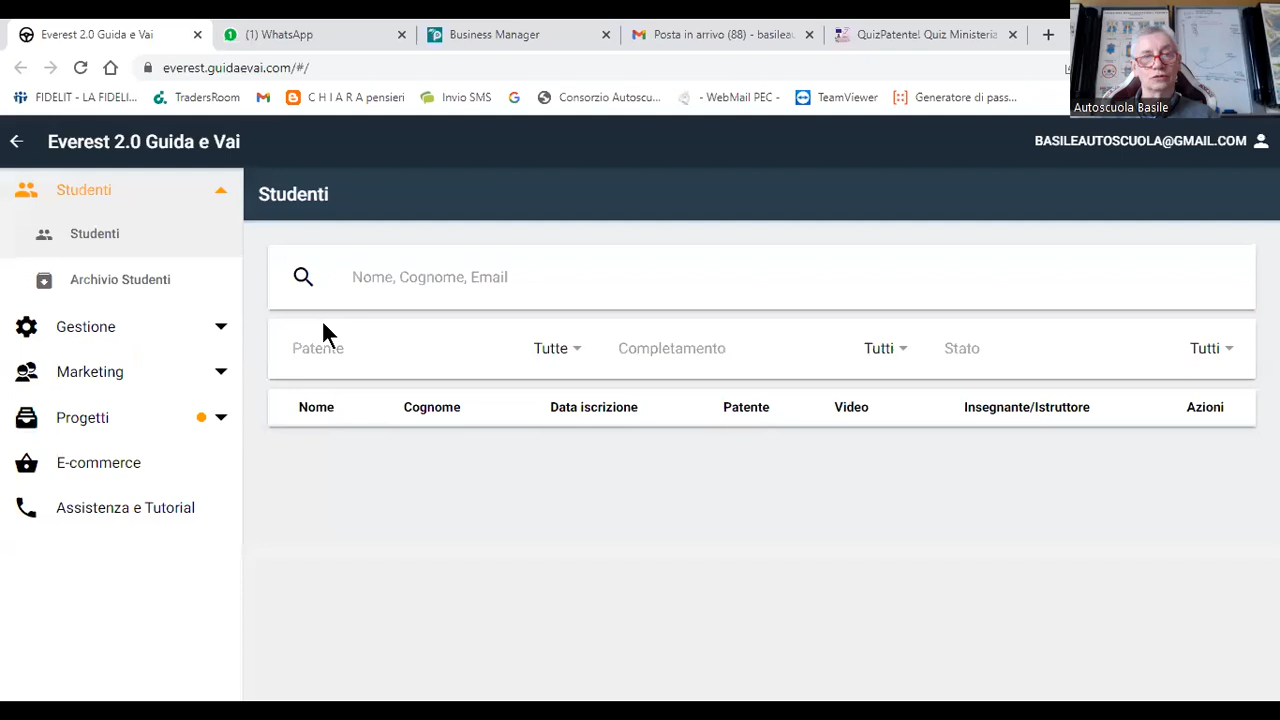 Everest 2.0 Guida e Vai
(1) WhatsApp
Business Manager
Posta in arrivo (88) - basileau
QuizPatente! Quiz Ministeria
everest.guidaevai.com/#/
FIDELIT - LA FIDELI...
TradersRoom
C H I A R A pensieri
Invio SMS
Consorzio Autoscu...
- WebMail PEC -
TeamViewer
Generatore di pass...
Autoscuola Basile
Everest 2.0 Guida e Vai
BASILEAUTOSCUOLA@GMAIL.COM
Studenti
Studenti
Archivio Studenti
Gestione
Marketing
Progetti
E-commerce
Assistenza e Tutorial
Studenti
Nome, Cognome, Email
Patente Tutte Completamento Tutti Stato Tutti
Nome Cognome Data iscrizione Patente Video Insegnante/Istruttore Azioni